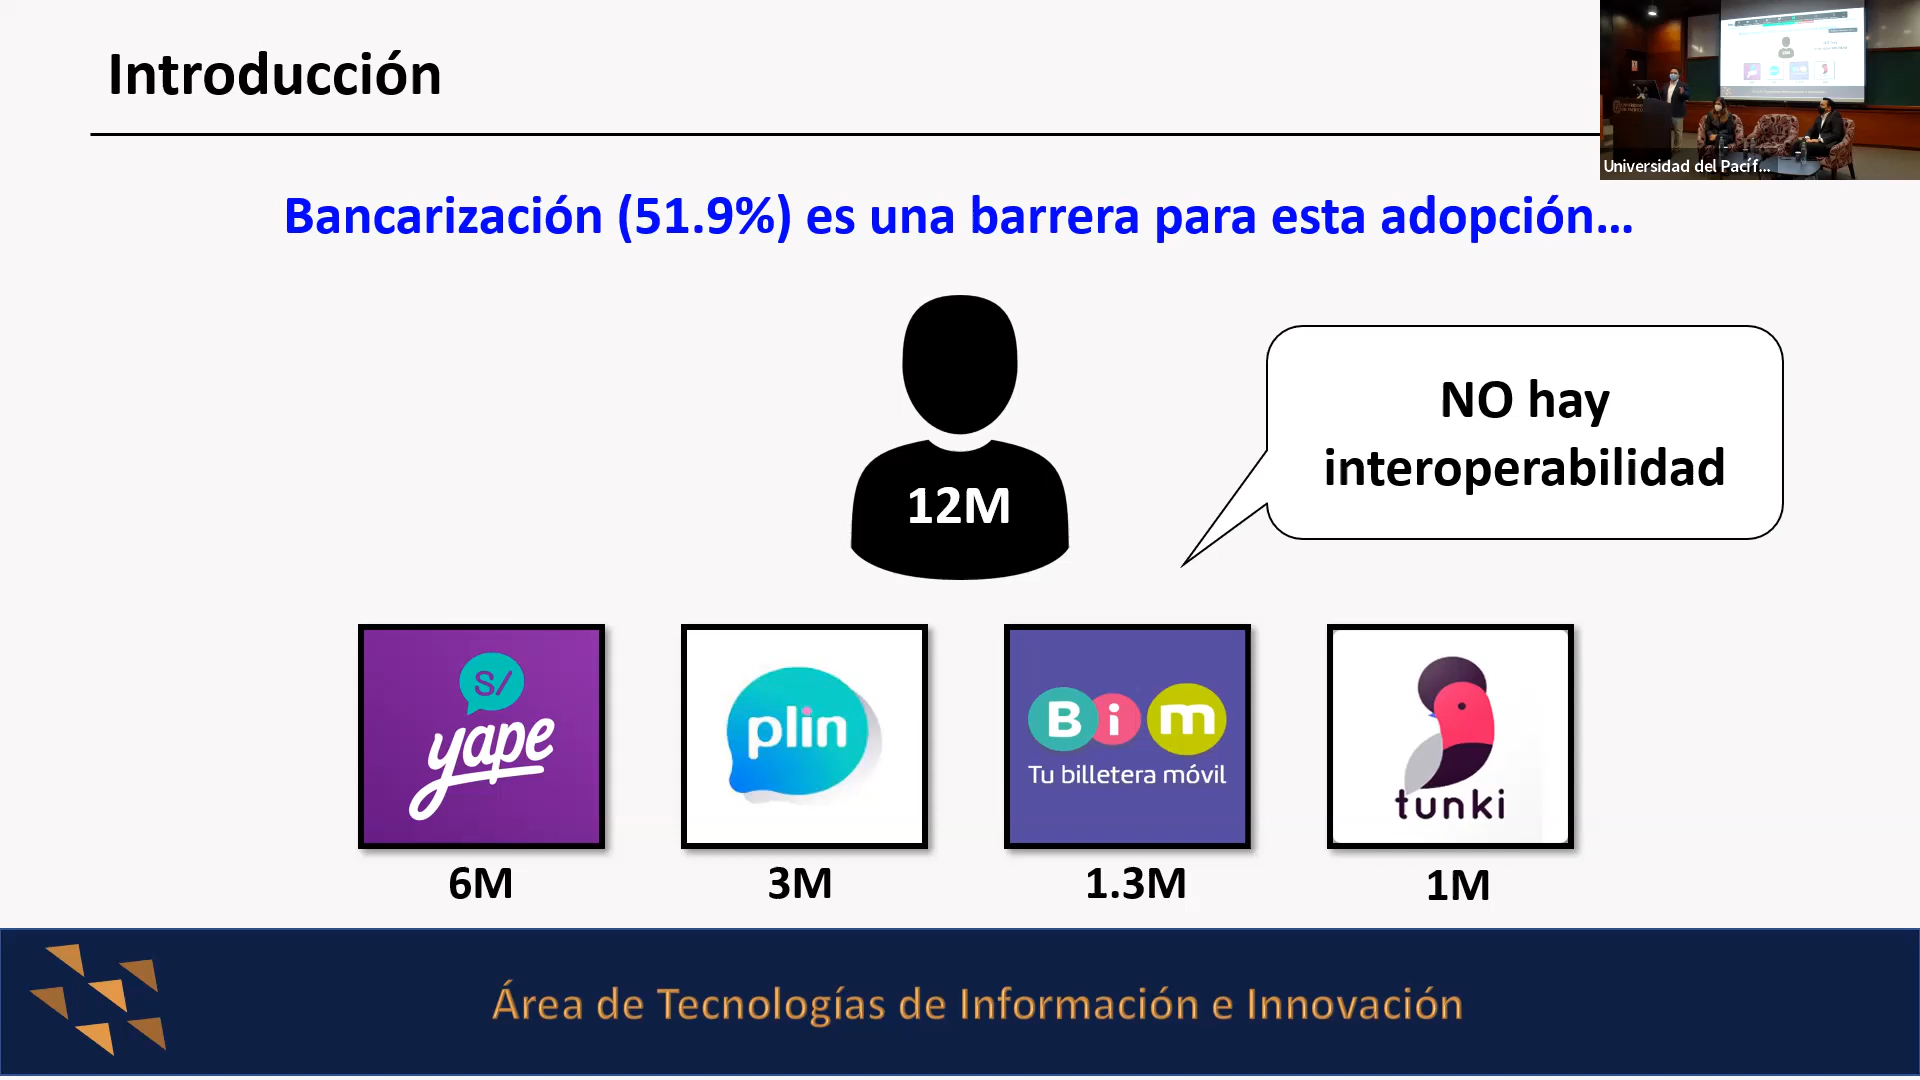 Introducción
Universidad del Pacíf...
Bancarización (51.9%) es una barrera para esta adopción...
12M
NO hay
interoperabilidad
S/
yape
plin
Bim
Tu billetera móvil
tunki
6M
3M
1.3M
1M
Área de Tecnologías de Información e Innovación